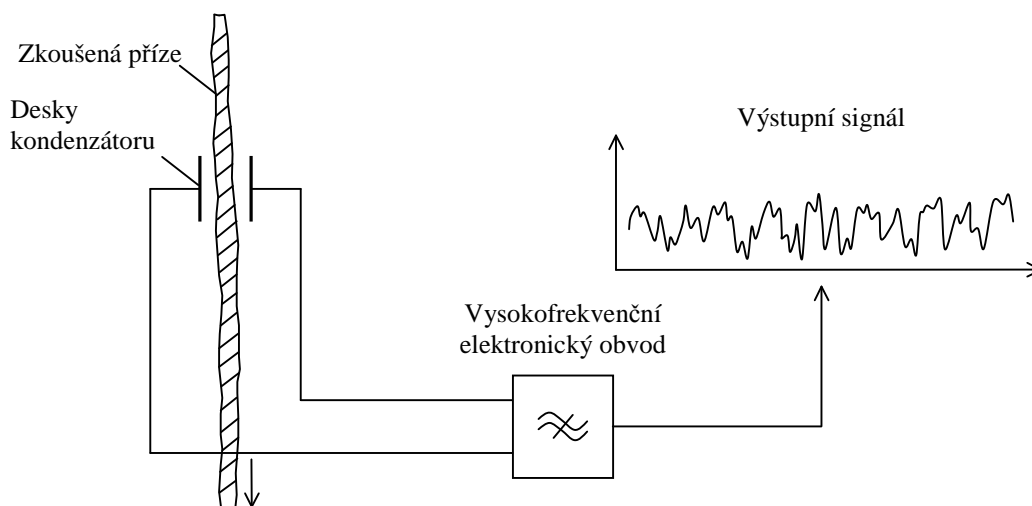 Zkoušená příze
Desky
kondenzátoru
Výstupní signál
Vysokofrekvenční
elektronický obvod